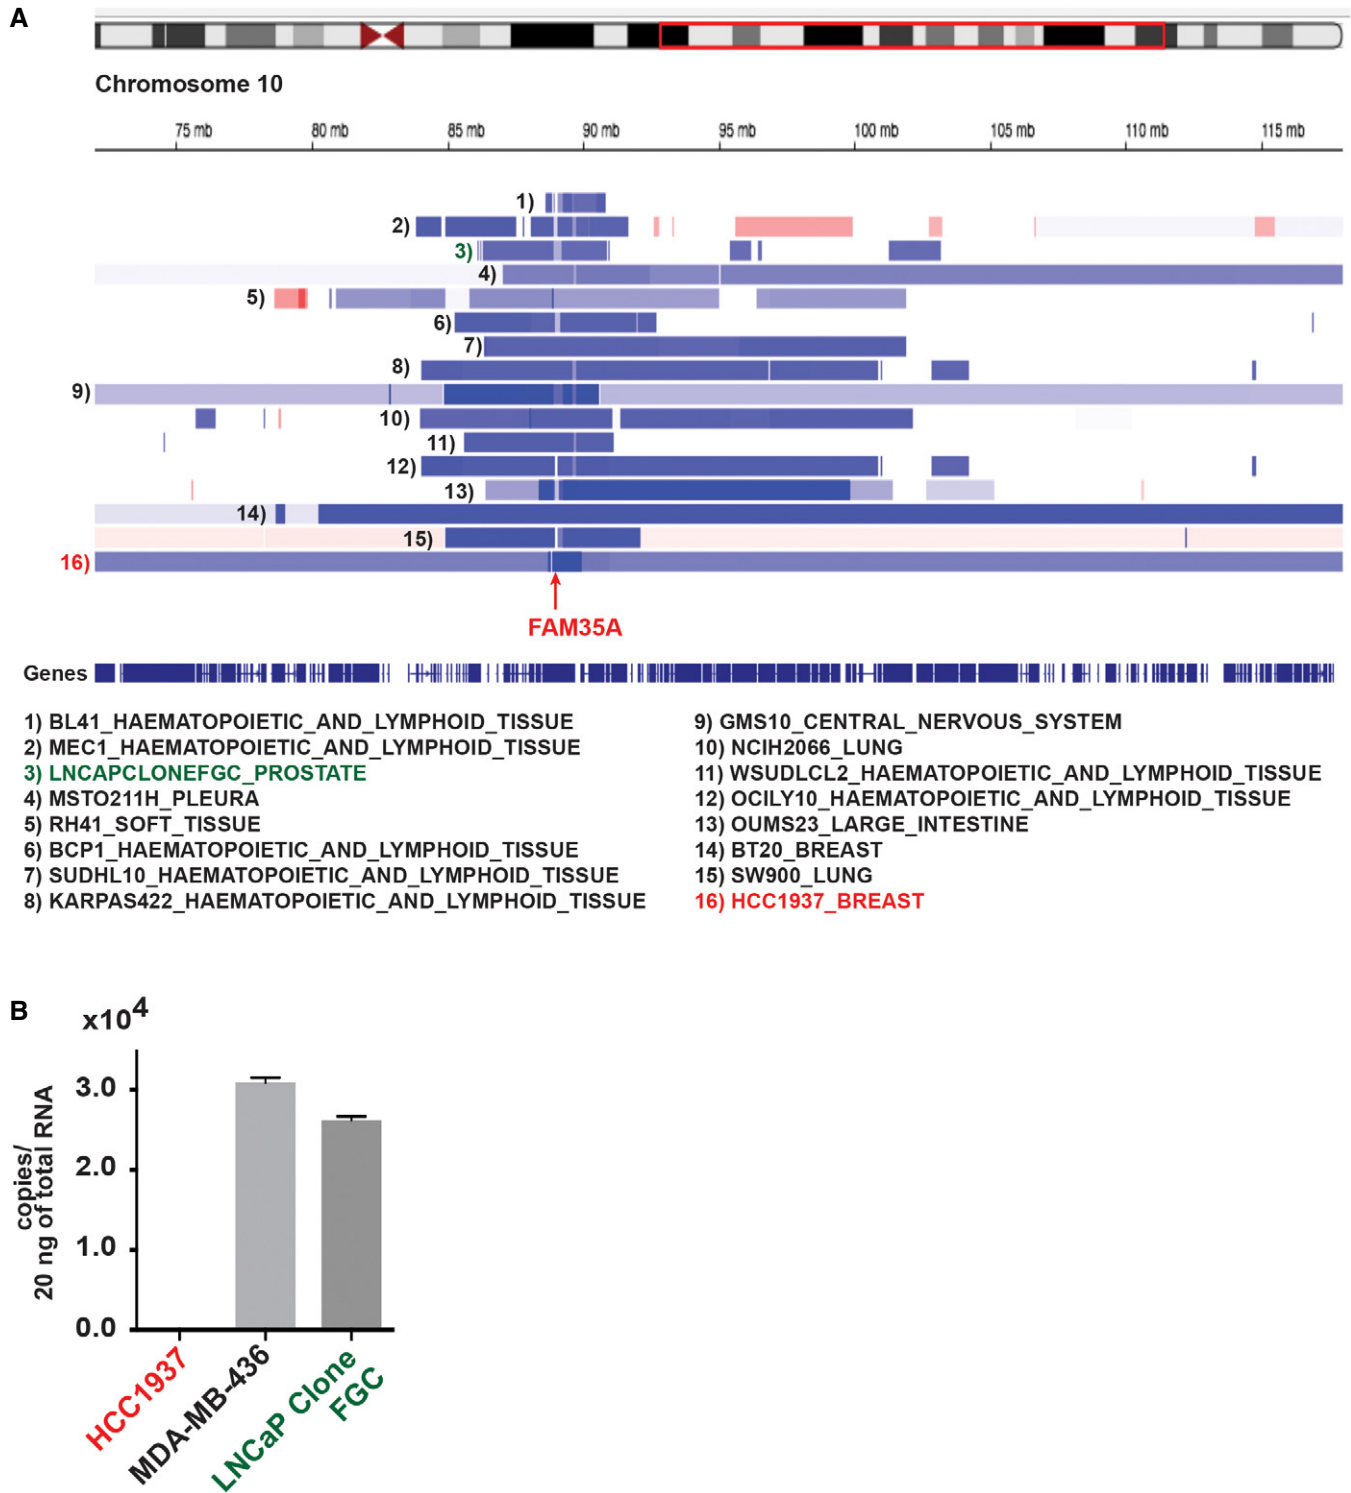 A
Chromosome 10
75 mb 80 mb 85 mb 90 mb 95 mb 100 mb 105 mb 110 mb 115 mb
1)
2)
3)
4)
5)
6)
7)
8)
9)
10)
11)
12)
13)
14)
15)
16)
FAM35A
Genes
1) BL41_HAEMATOPOIETIC_AND_LYMPHOID_TISSUE
2) MEC1_HAEMATOPOIETIC_AND_LYMPHOID_TISSUE
3) LNCAPCLONEFGC_PROSTATE
4) MSTO211H_PLEURA
5) RH41_SOFT_TISSUE
6) BCP1_HAEMATOPOIETIC_AND_LYMPHOID_TISSUE
7) SUDHL10_HAEMATOPOIETIC_AND_LYMPHOID_TISSUE
8) KARPAS422_HAEMATOPOIETIC_AND_LYMPHOID_TISSUE
9) GMS10_CENTRAL_NERVOUS_SYSTEM
10) NCIH2066_LUNG
11) WSUDLCL2_HAEMATOPOIETIC_AND_LYMPHOID_TISSUE
12) OCILY10_HAEMATOPOIETIC_AND_LYMPHOID_TISSUE
13) OUMS23_LARGE_INTESTINE
14) BT20_BREAST
15) SW900_LUNG
16) HCC1937_BREAST
B
x10⁴
copies/
20 ng of total RNA
3.0
2.0
1.0
0.0
HCC1937
MDA-MB-436
LNCaP Clone
FGC